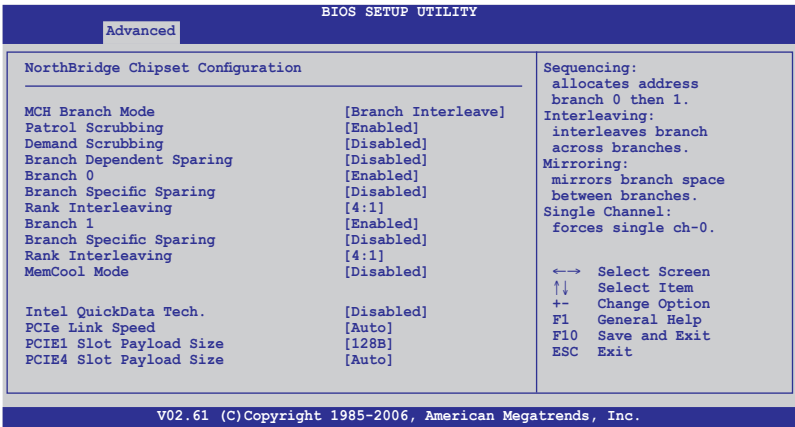 BIOS SETUP UTILITY
Advanced
NorthBridge Chipset Configuration
MCH Branch Mode [Branch Interleave]
Patrol Scrubbing [Enabled]
Demand Scrubbing [Disabled]
Branch Dependent Sparing [Disabled]
Branch 0 [Enabled]
Branch Specific Sparing [Disabled]
Rank Interleaving [4:1]
Branch 1 [Enabled]
Branch Specific Sparing [Disabled]
Rank Interleaving [4:1]
MemCool Mode [Disabled]
Intel QuickData Tech. [Disabled]
PCIe Link Speed [Auto]
PCIE1 Slot Payload Size [128B]
PCIE4 Slot Payload Size [Auto]
Sequencing:
allocates address
branch 0 then 1.
Interleaving:
interleaves branch
across branches.
Mirroring:
mirrors branch space
between branches.
Single Channel:
forces single ch-0.
←→ Select Screen
↑↓ Select Item
+- Change Option
F1 General Help
F10 Save and Exit
ESC Exit
V02.61 (C)Copyright 1985-2006, American Megatrends, Inc.